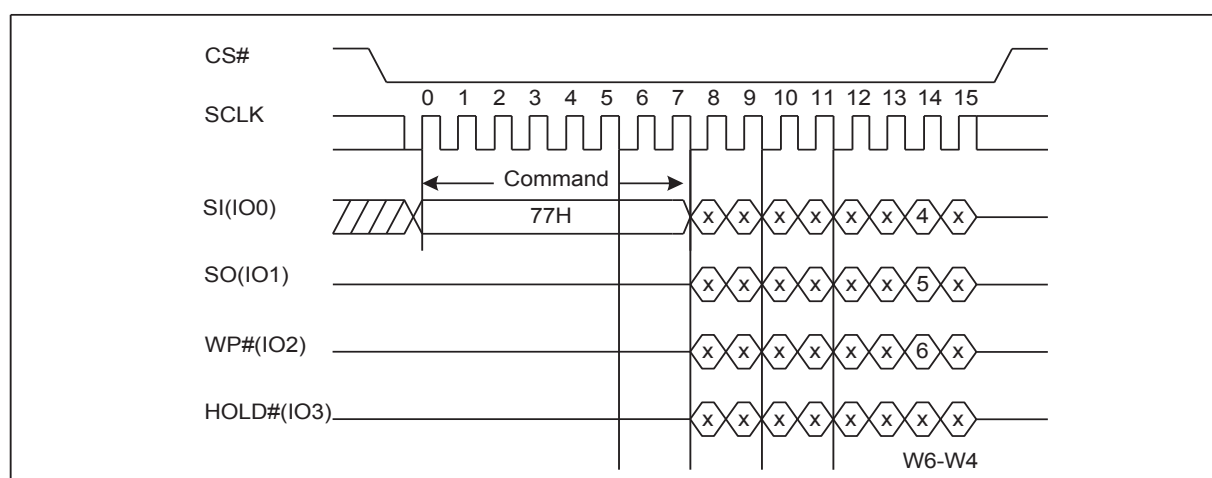 CS#
0 1 2 3 4 5 6 7 8 9 10 11 12 13 14 15
SCLK
Command
SI(IO0) 77H x x x x x x 4 x
SO(IO1) x x x x x x 5 x
WP#(IO2) x x x x x x 6 x
HOLD#(IO3) x x x x x x x x
W6-W4